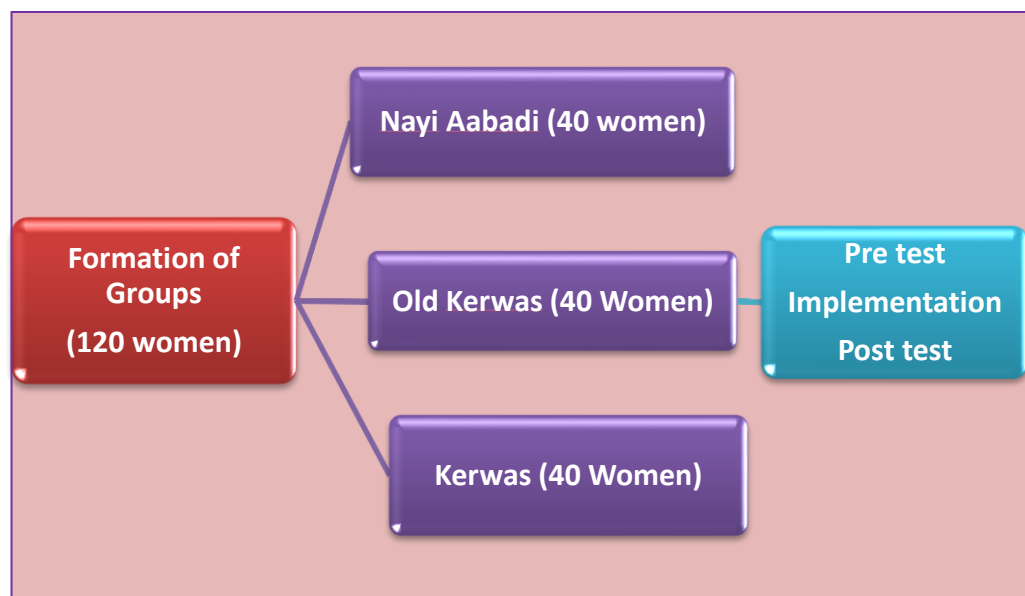 Formation of
Groups
(120 women)
Nayi Aabadi (40 women)
Old Kerwas (40 Women)
Kerwas (40 Women)
Pre test
Implementation
Post test